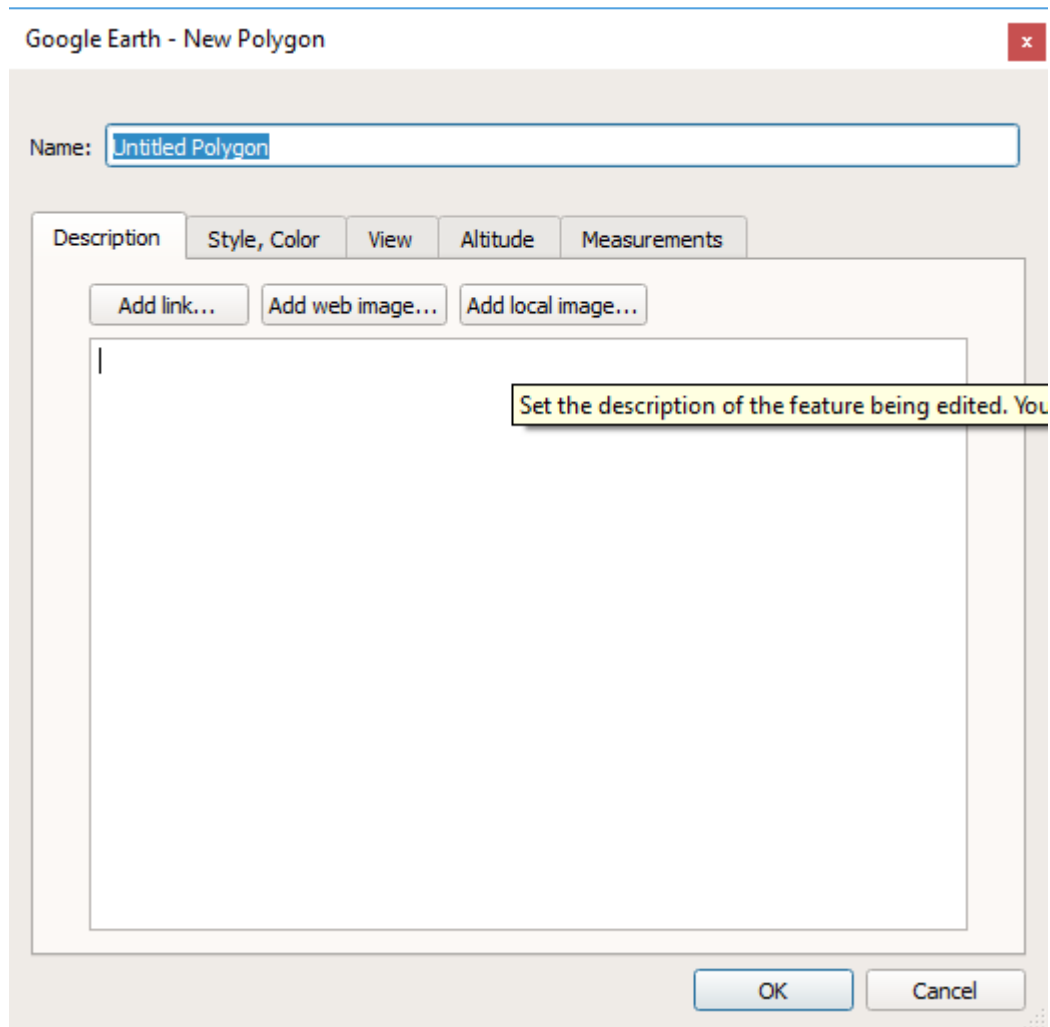 Google Earth - New Polygon
x
Name: Untitled Polygon
Description Style, Color View Altitude Measurements
Add link... Add web image... Add local image...
Set the description of the feature being edited. You
OK Cancel